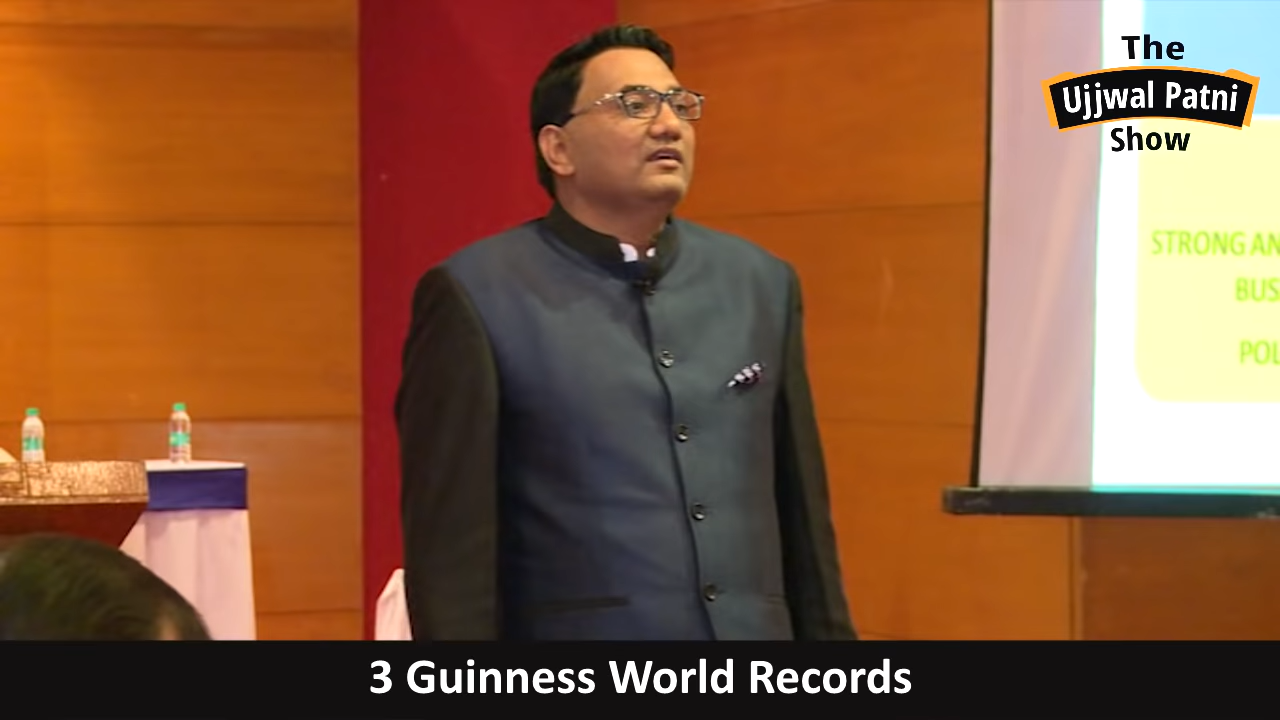 The
Ujjwal Patni
Show
STRONG AN
BUS
POL
3 Guinness World Records